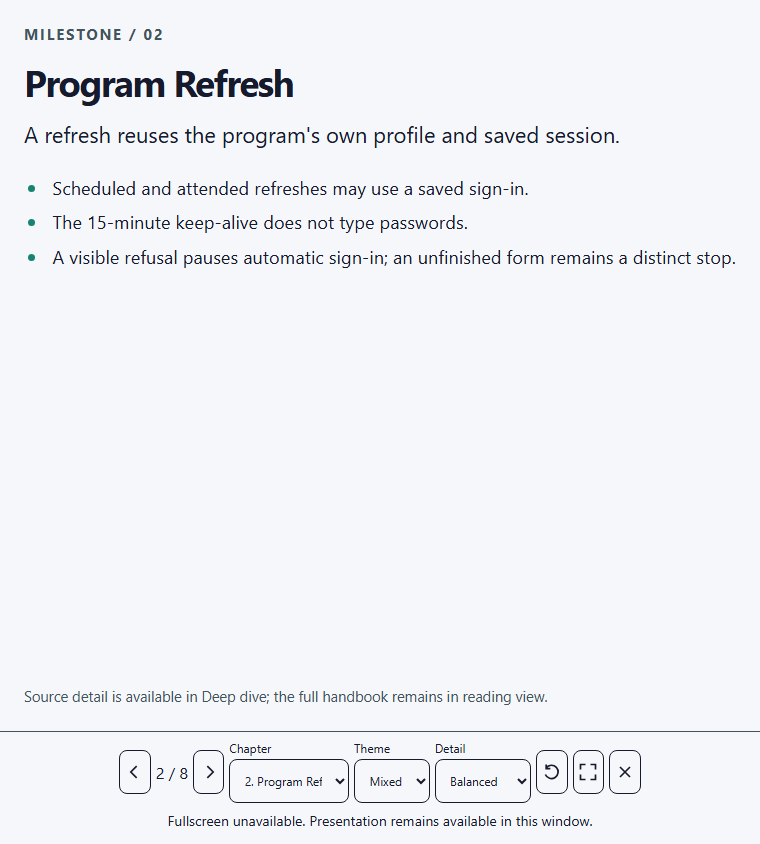 MILESTONE / 02
Program Refresh
A refresh reuses the program's own profile and saved session.
Scheduled and attended refreshes may use a saved sign-in.
The 15-minute keep-alive does not type passwords.
A visible refusal pauses automatic sign-in; an unfinished form remains a distinct stop.
Source detail is available in Deep dive; the full handbook remains in reading view.
Chapter Theme Detail
2 / 8 2. Program Ref Mixed Balanced
Fullscreen unavailable. Presentation remains available in this window.